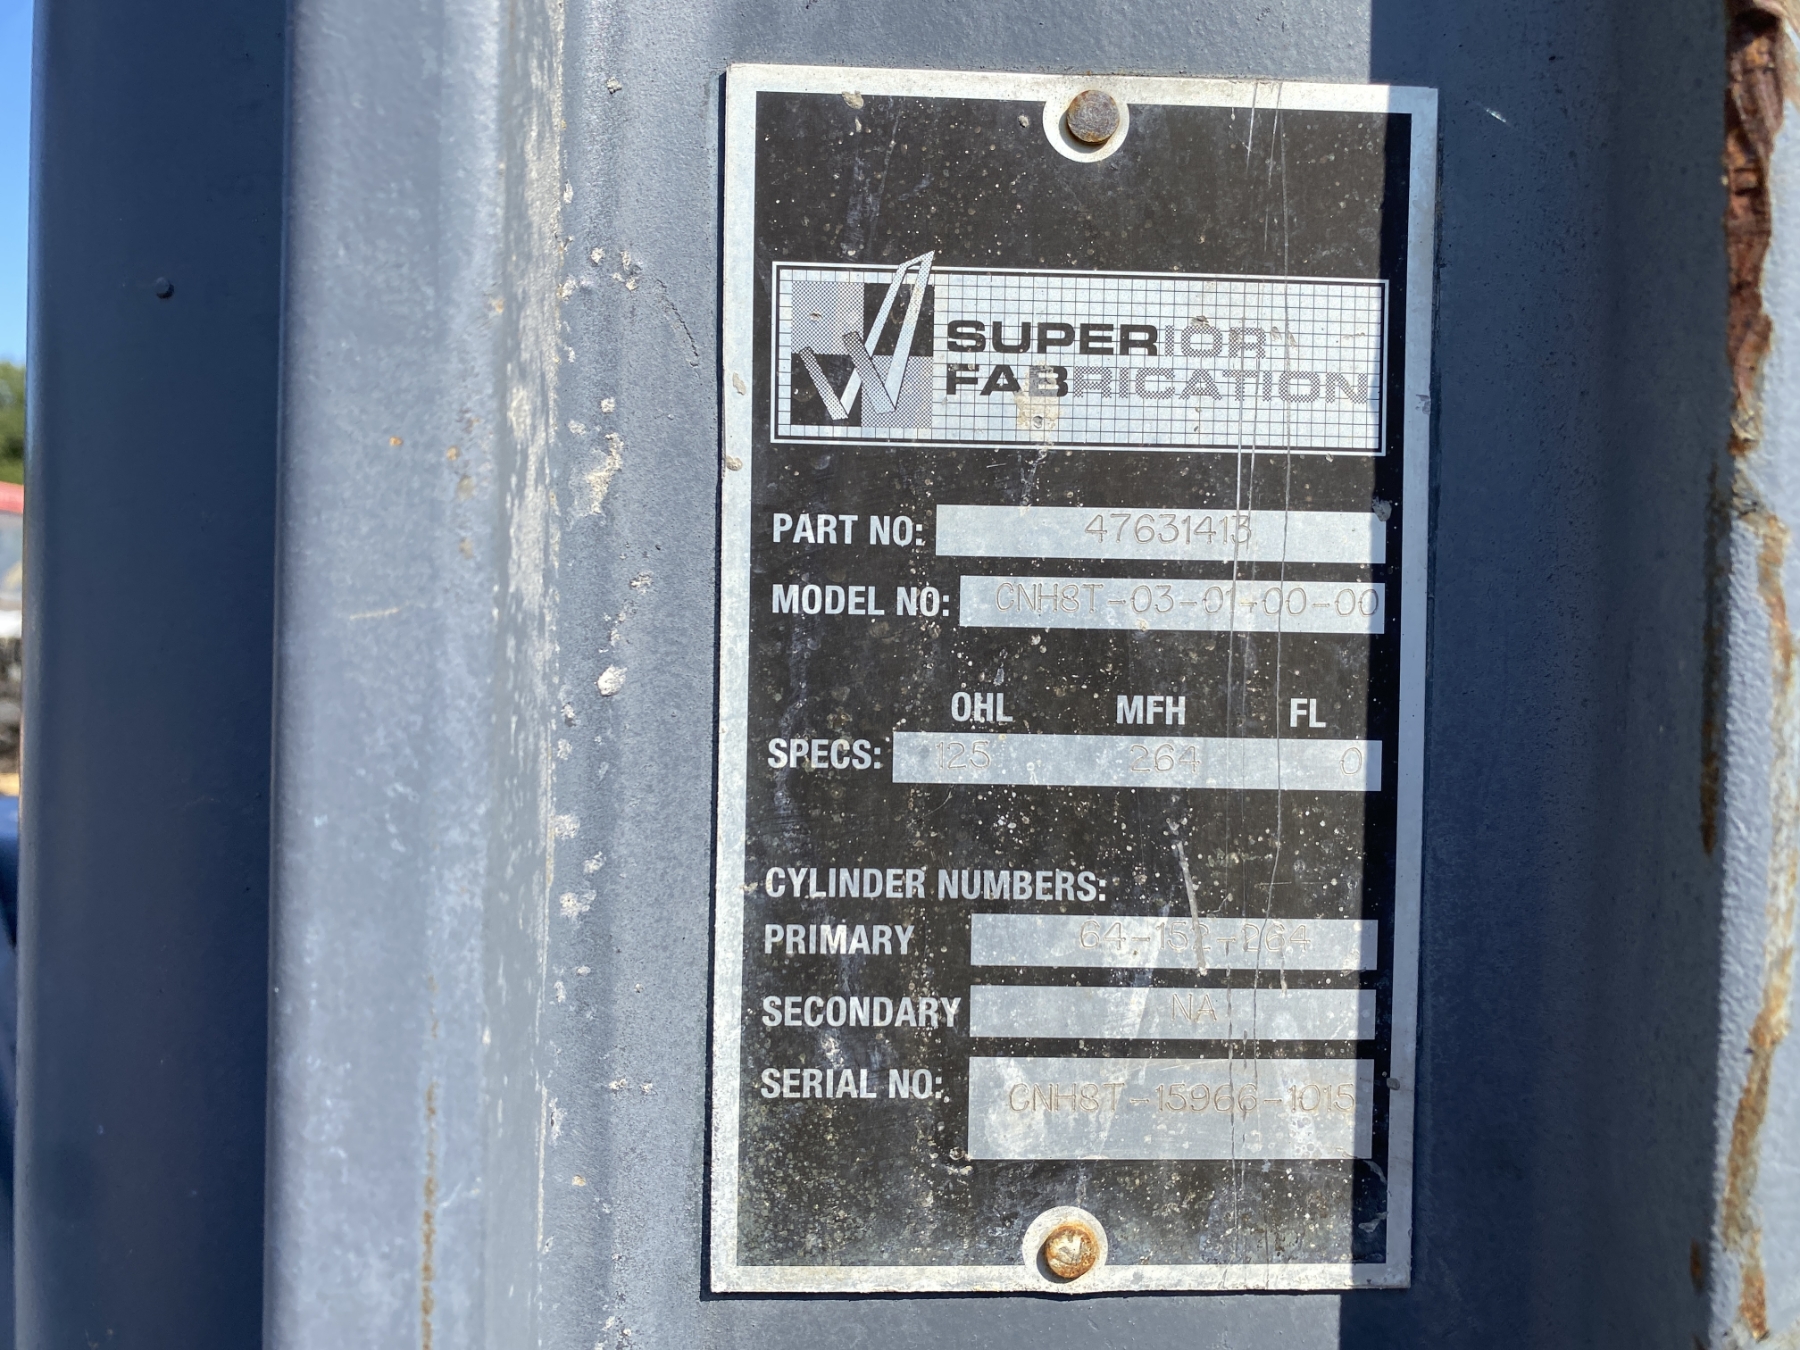 SUPERIOR
FABRICATION
PART NO: 47631413
MODEL NO: CNH8T-03-01-00-00
OHL MFH FL
SPECS: 125 264 0
CYLINDER NUMBERS:
PRIMARY 64-152-264
SECONDARY NA
SERIAL NO: CNH8T-15966-1015